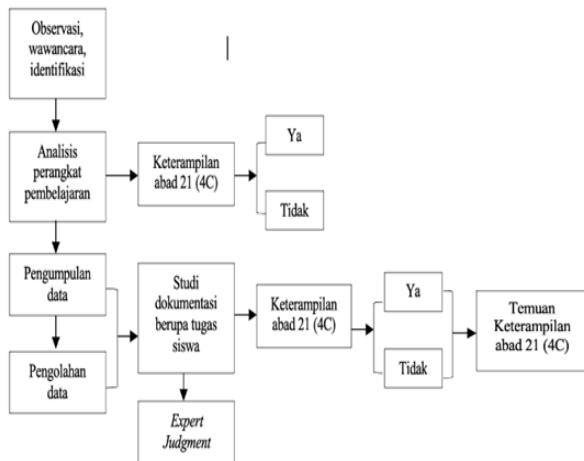 Observasi,
wawancara,
identifikasi
Analisis
perangkat
pembelajaran
Keterampilan
abad 21 (4C)
Ya
Tidak
Pengumpulan
data
Pengolahan
data
Studi
dokumentasi
berupa tugas
siswa
Expert
Judgment
Keterampilan
abad 21 (4C)
Ya
Tidak
Temuan
Keterampilan
abad 21 (4C)